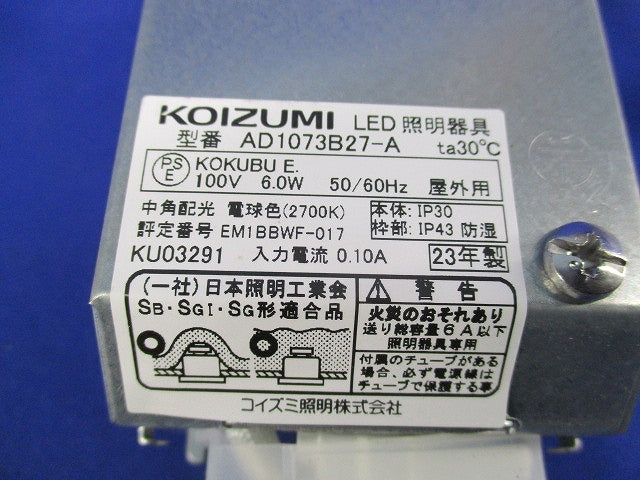 KOIZUMI LED 照明器具
型番 AD1073B27-A ta30℃
PS E KOKUBU E.
100V 6.0W 50/60Hz 屋外用
中角配光 電球色(2700K)
本体: IP30
評定番号 EM1BBWF-017
枠部: IP43 防湿
KU03291 入力電流 0.10A 23年製
(一社)日本照明工業会
SB・SGI・SG形適合品
警告
火災のおそれあり
送り総容量6A以下
照明器具専用
付属のチューブがある
場合、必ず電源線は
チューブで保護する事
コイズミ照明株式会社